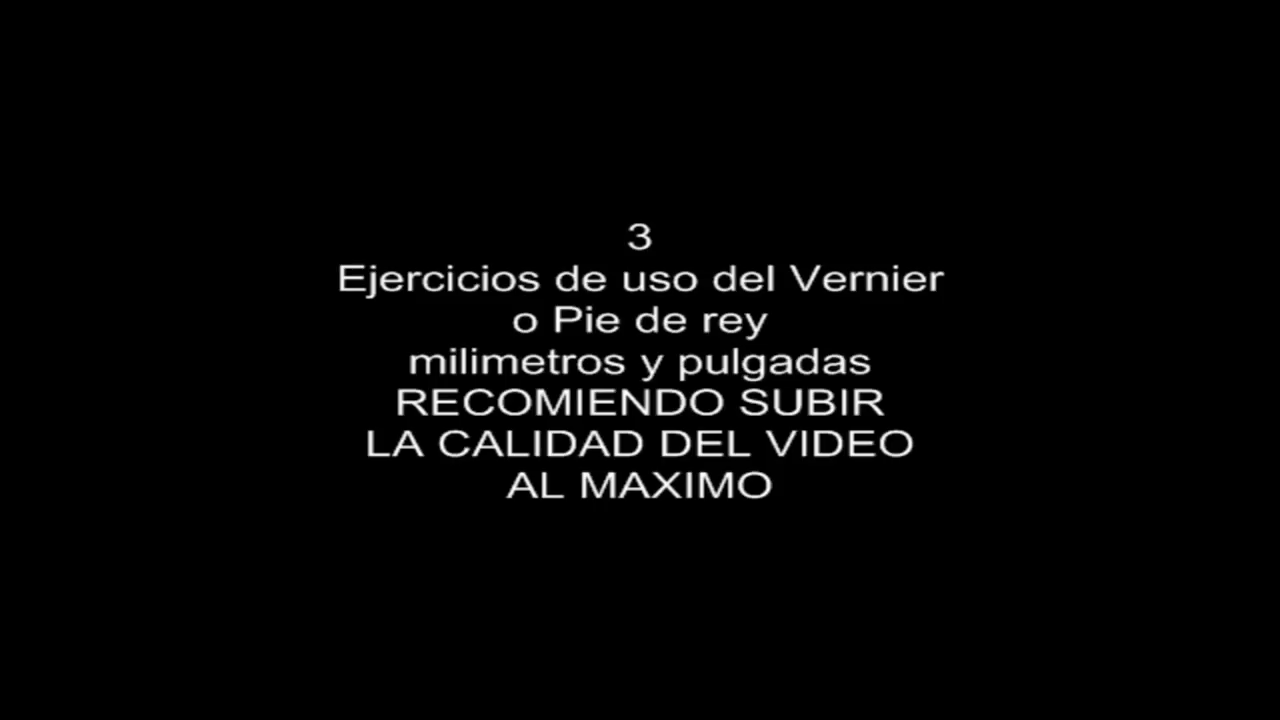 3
Ejercicios de uso del Vernier
o Pie de rey
milimetros y pulgadas
RECOMIENDO SUBIR
LA CALIDAD DEL VIDEO
AL MAXIMO